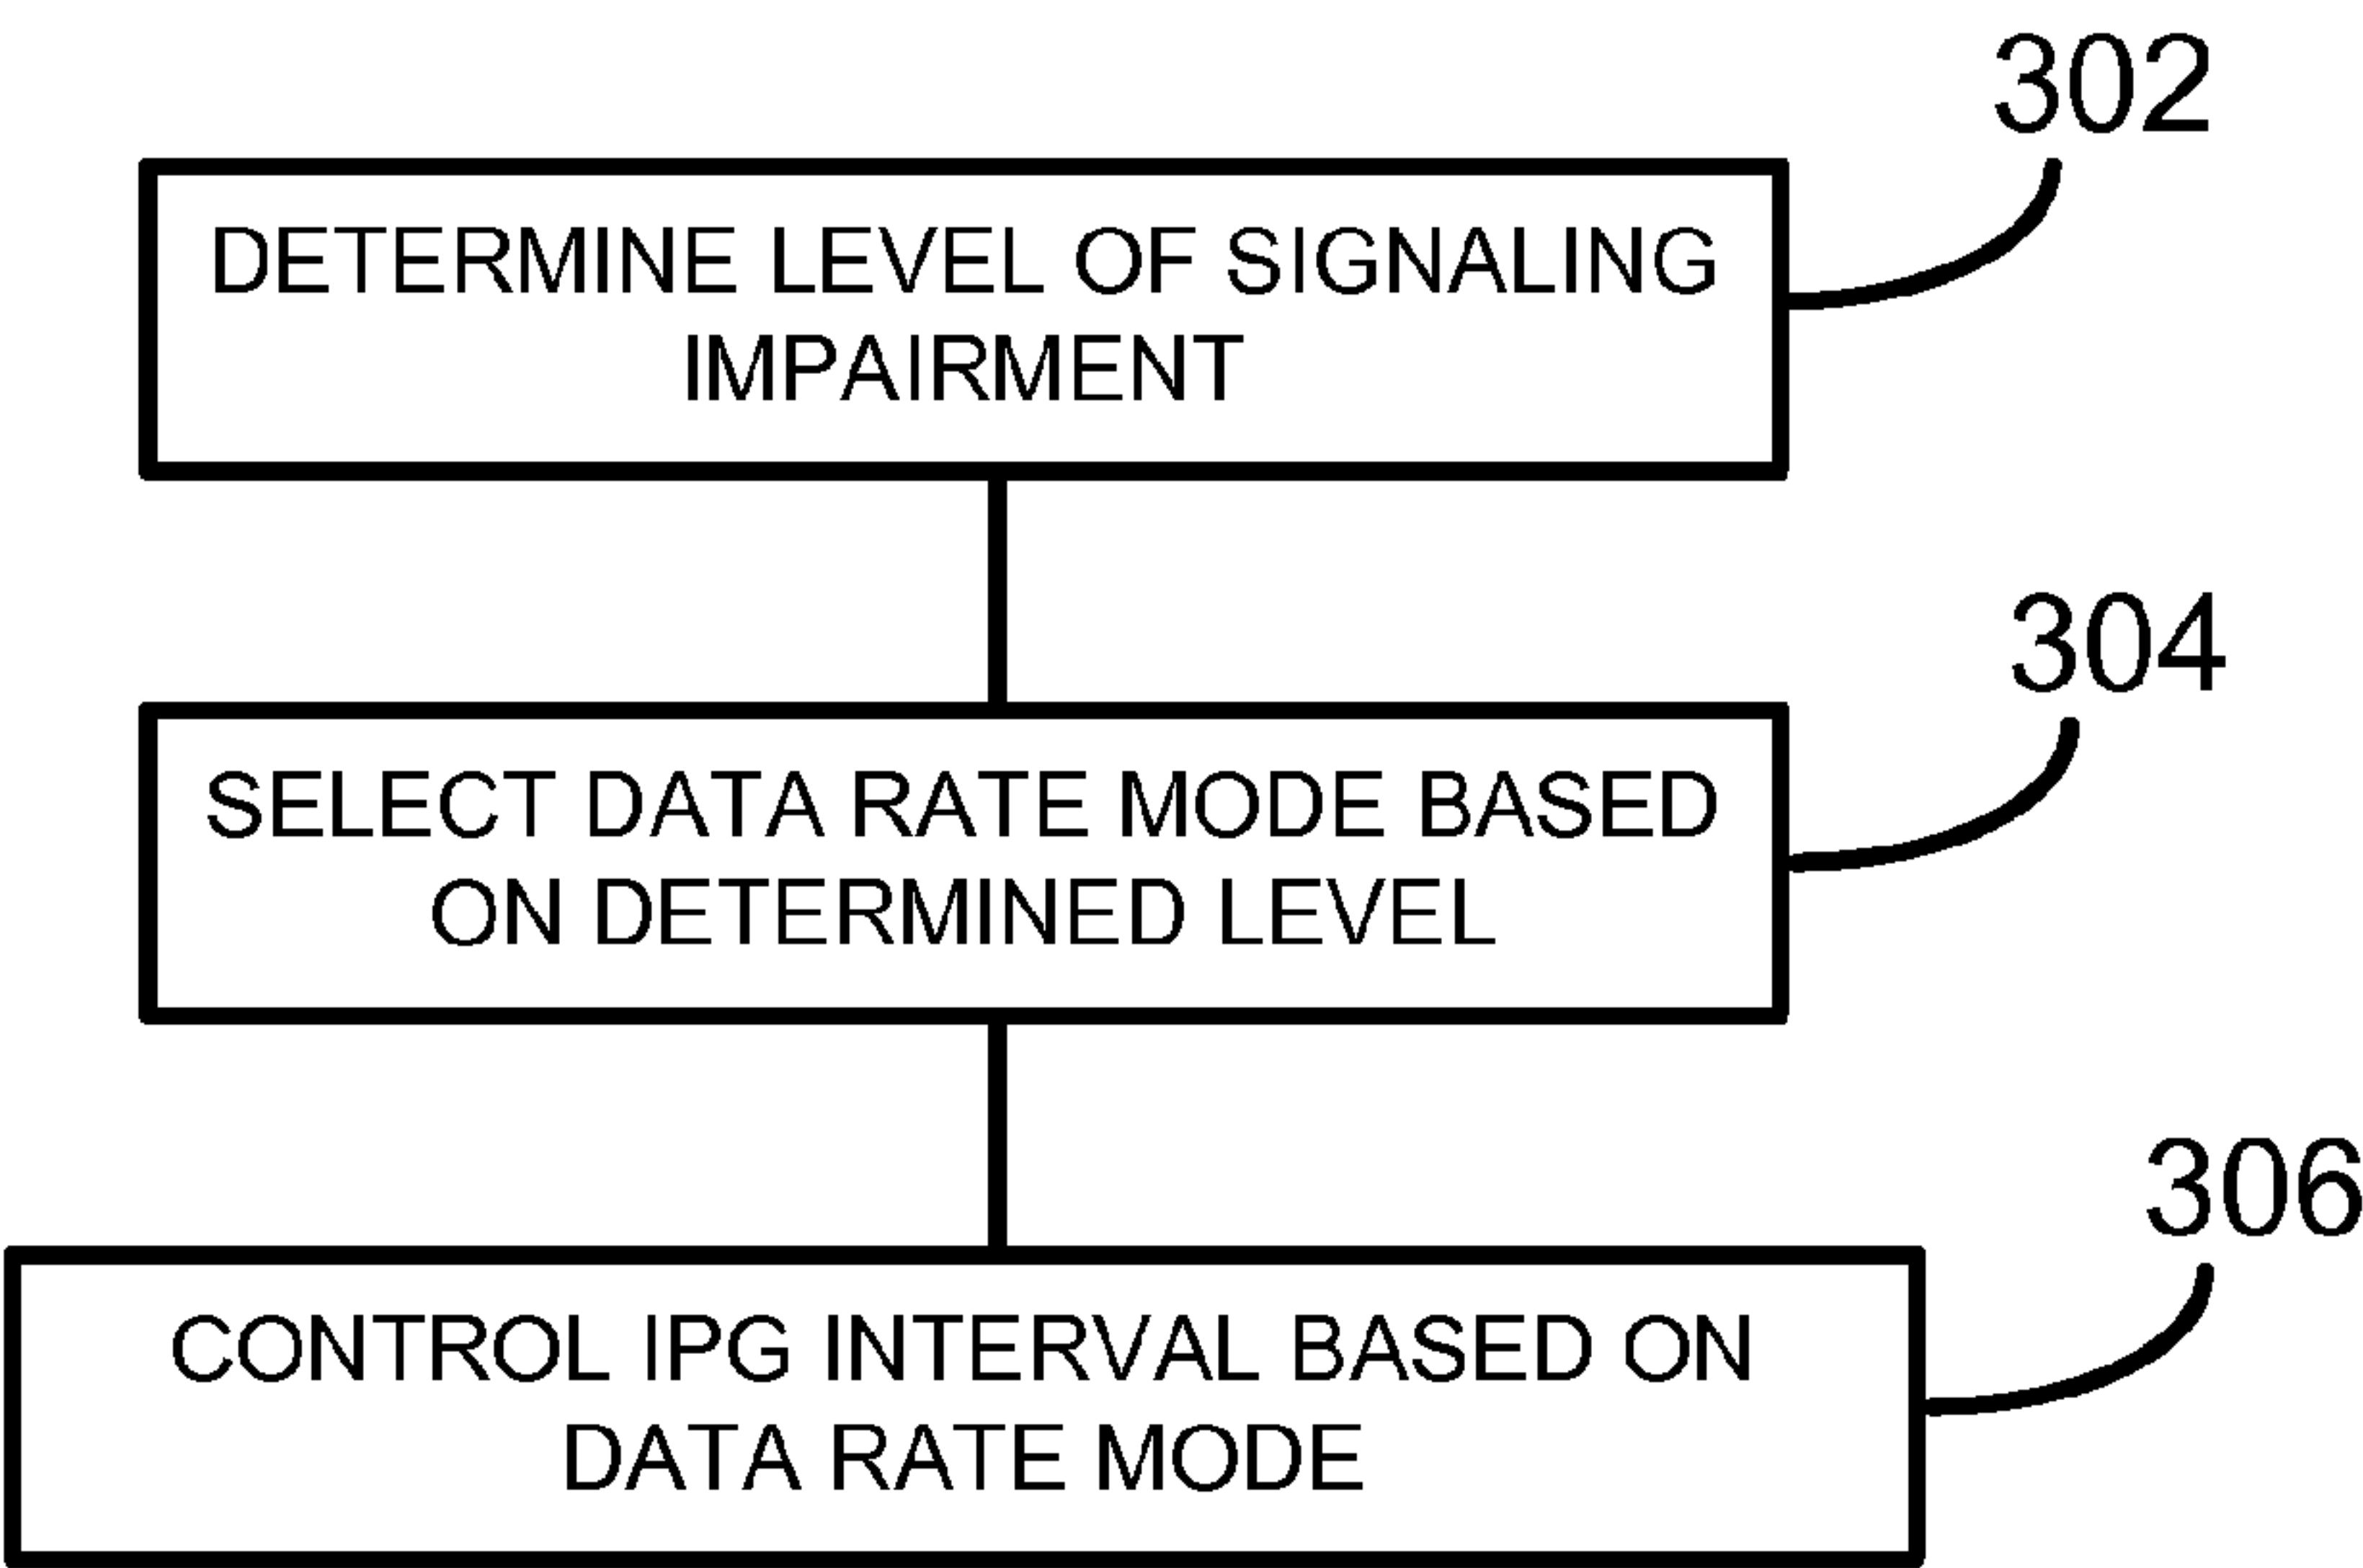 302
DETERMINE LEVEL OF SIGNALING
IMPAIRMENT
304
SELECT DATA RATE MODE BASED
ON DETERMINED LEVEL
306
CONTROL IPG INTERVAL BASED ON
DATA RATE MODE